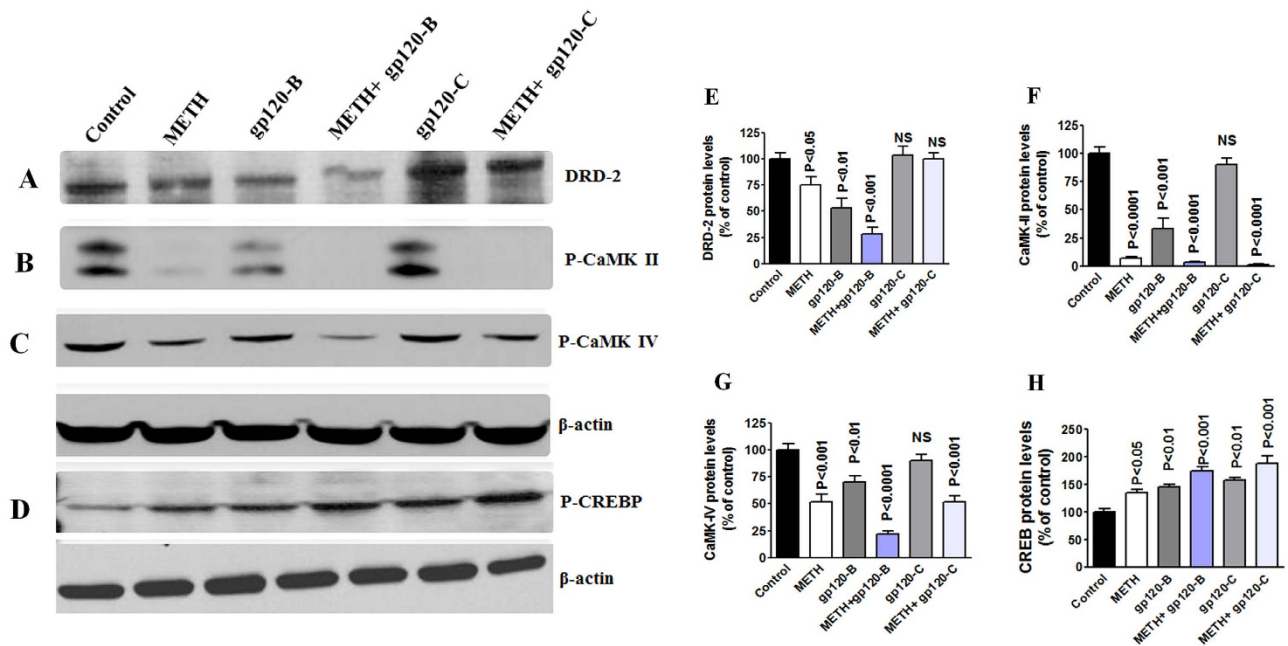 Control
METH
gp120-B
METH+ gp120-B
gp120-C
METH+ gp120-C
A
DRD-2
B
P-CaMK II
C
P-CaMK IV
β-actin
D
P-CREBP
β-actin
E
DRD-2 protein levels
(% of control)
125
100
75
50
25
0
P<0.05
P<0.01
P<0.001
NS
NS
Control
METH
gp120-B
METH+gp120-B
gp120-C
METH+ gp120-C
F
CaMK-II protein levels
(% of control)
125
100
75
50
25
0
P<0.0001
P<0.001
P<0.0001
NS
P<0.0001
Control
METH
gp120-B
METH+gp120-B
gp120-C
METH+ gp120-C
G
CaMK-IV protein levels
(% of control)
125
100
75
50
25
0
P<0.001
P<0.01
P<0.0001
NS
P<0.001
Control
METH
gp120-B
METH+gp120-B
gp120-C
METH+ gp120-C
H
CREB protein levels
(% of control)
250
200
150
100
50
0
P<0.05
P<0.01
P<0.001
P<0.01
P<0.001
Control
METH
gp120-B
METH+ gp120-B
gp120-C
METH+ gp120-C